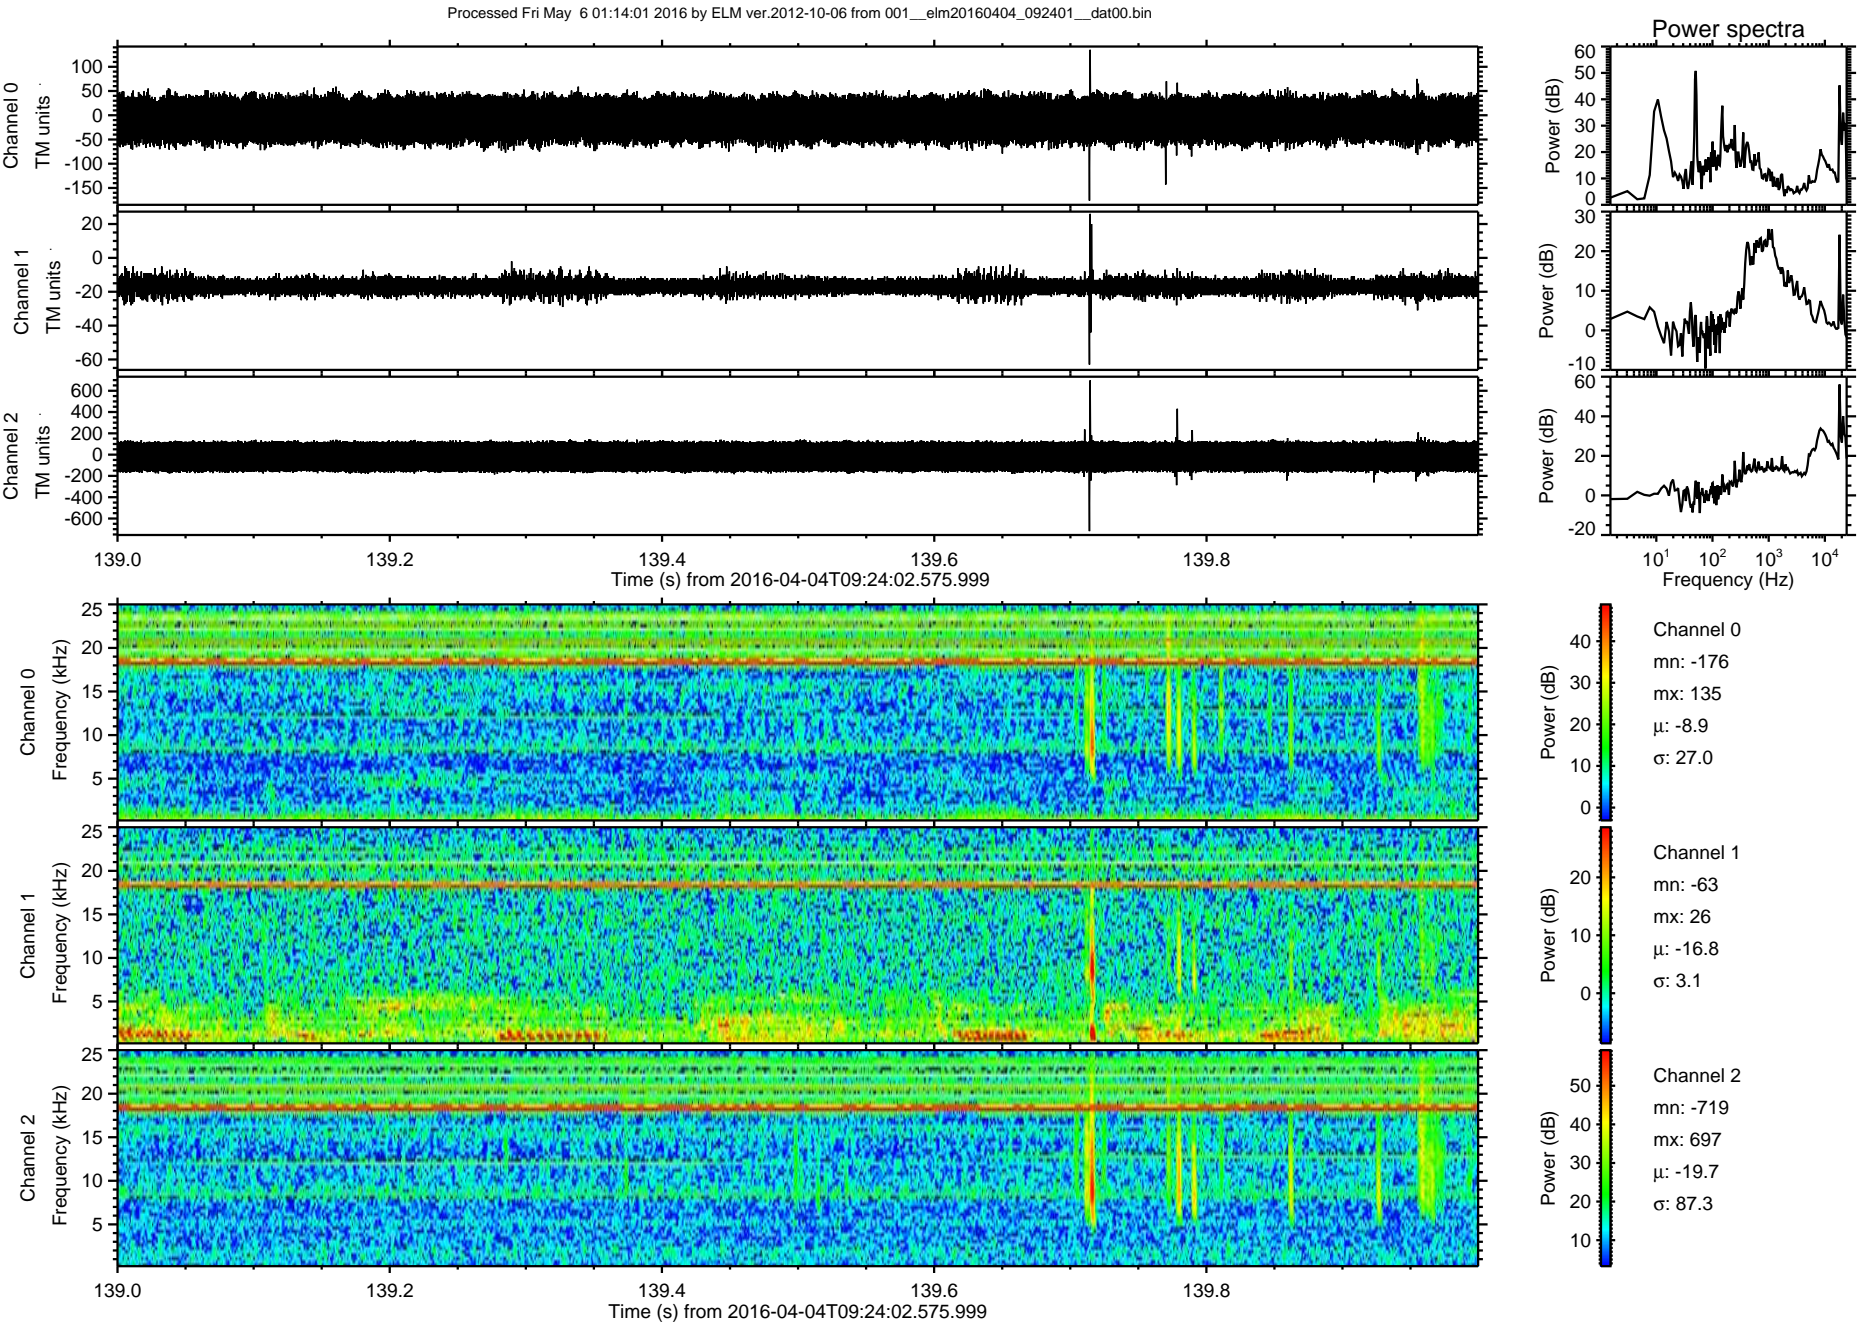 Processed Fri May  6 01:14:01 2016 by ELM ver.2012-10-06 from 001__elm20160404_092401__dat00.bin
Power spectra
Channel 0
TM units
100
50
0
-50
-100
-150
Power (dB)
60
50
40
30
20
10
0
Channel 1
TM units
20
0
-20
-40
-60
Power (dB)
30
20
10
0
-10
Channel 2
TM units
600
400
200
0
-200
-400
-600
Power (dB)
60
40
20
0
-20
139.0 139.2 139.4 139.6 139.8
Time (s) from 2016-04-04T09:24:02.575.999
10¹ 10² 10³ 10⁴
Frequency (Hz)
Channel 0
Frequency (kHz)
25
20
15
10
5
Power (dB)
40
30
20
10
0
Channel 0
mn: -176
mx: 135
μ: -8.9
σ: 27.0
Channel 1
Frequency (kHz)
25
20
15
10
5
Power (dB)
20
10
0
Channel 1
mn: -63
mx: 26
μ: -16.8
σ: 3.1
Channel 2
Frequency (kHz)
25
20
15
10
5
Power (dB)
50
40
30
20
10
Channel 2
mn: -719
mx: 697
μ: -19.7
σ: 87.3
139.0 139.2 139.4 139.6 139.8
Time (s) from 2016-04-04T09:24:02.575.999